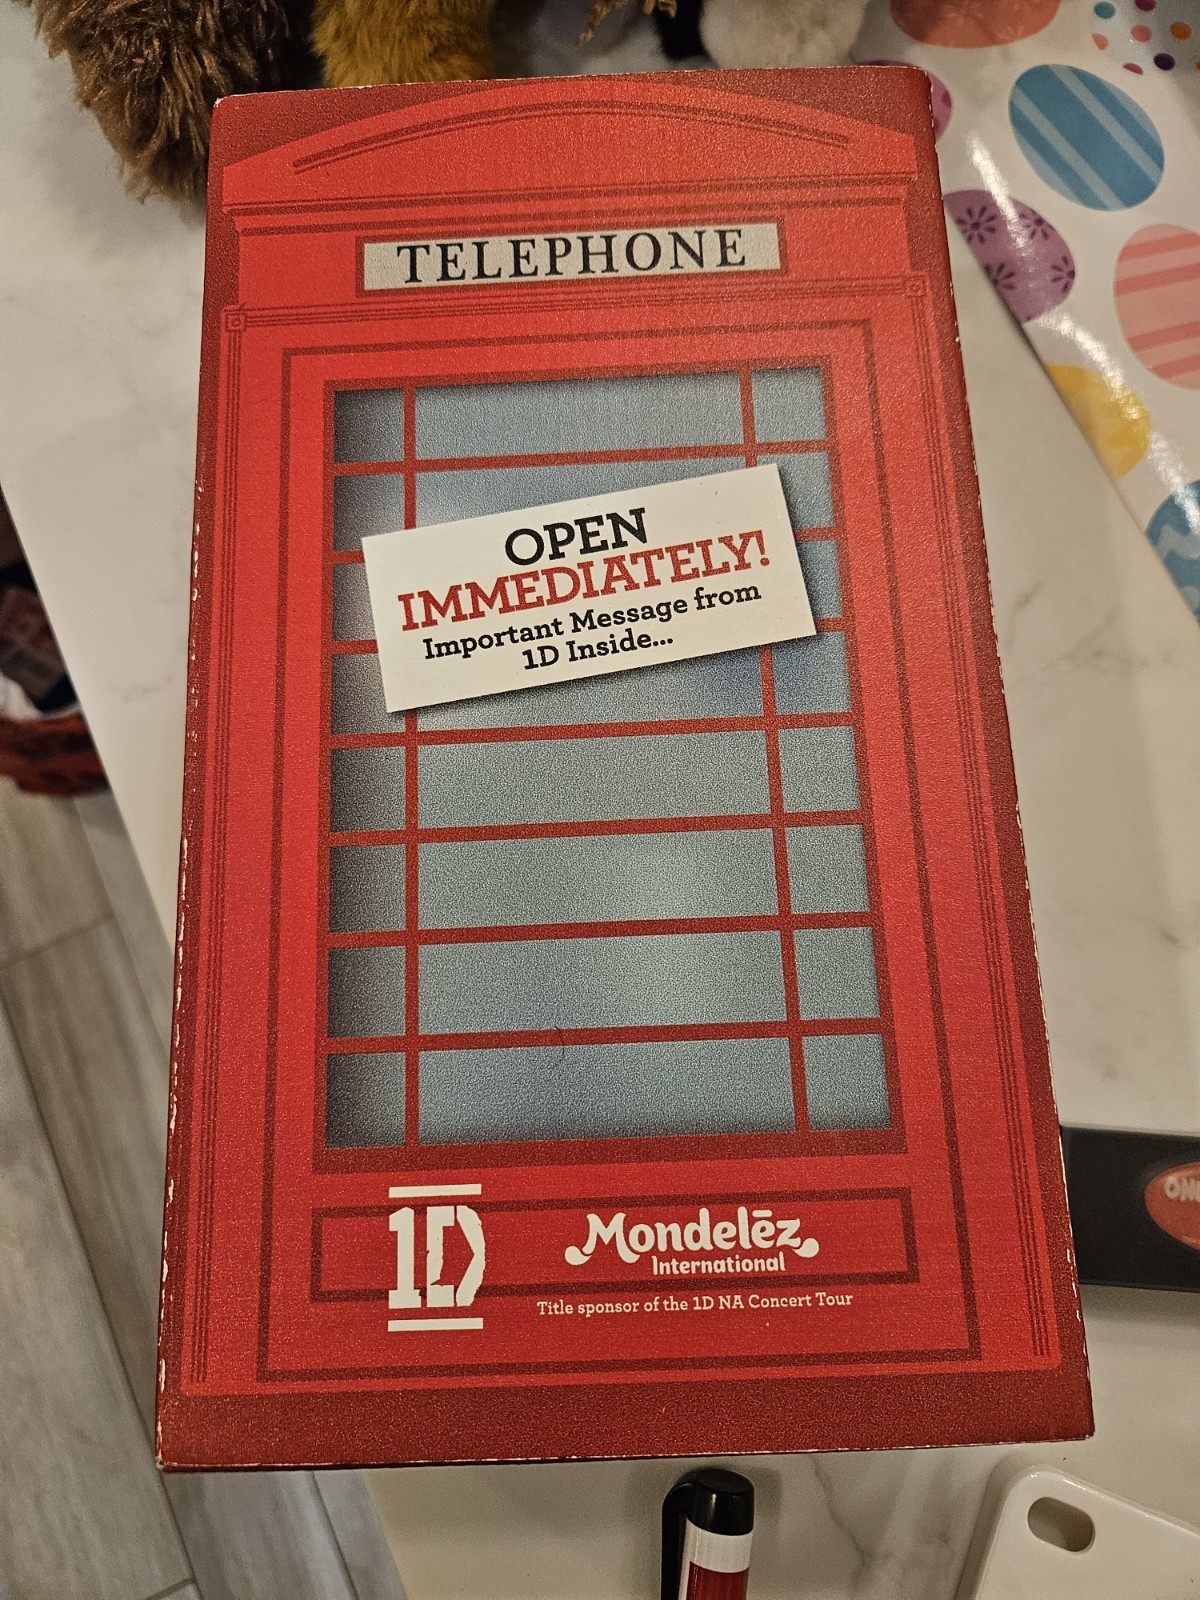 TELEPHONE
OPEN
IMMEDIATELY!
Important Message from
1D Inside...
1D
Mondelēz
International
Title sponsor of the 1D NA Concert Tour